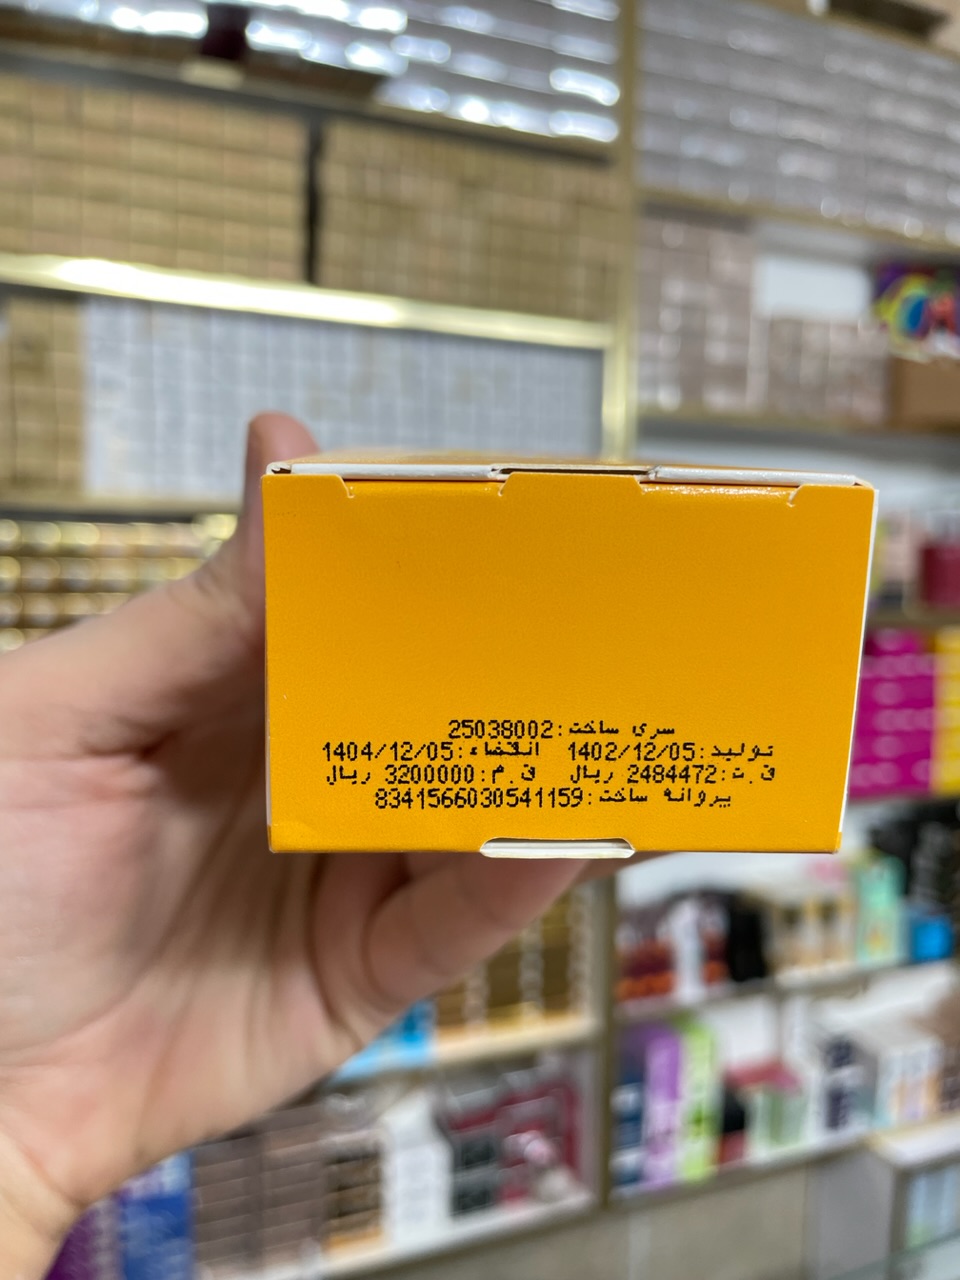 سری ساخت:25038002
تولید:1402/12/05 انقضاء:1404/12/05
ق.ت:2484472 ریال ق.م:3200000 ریال
پروانه ساخت:8341566030541159